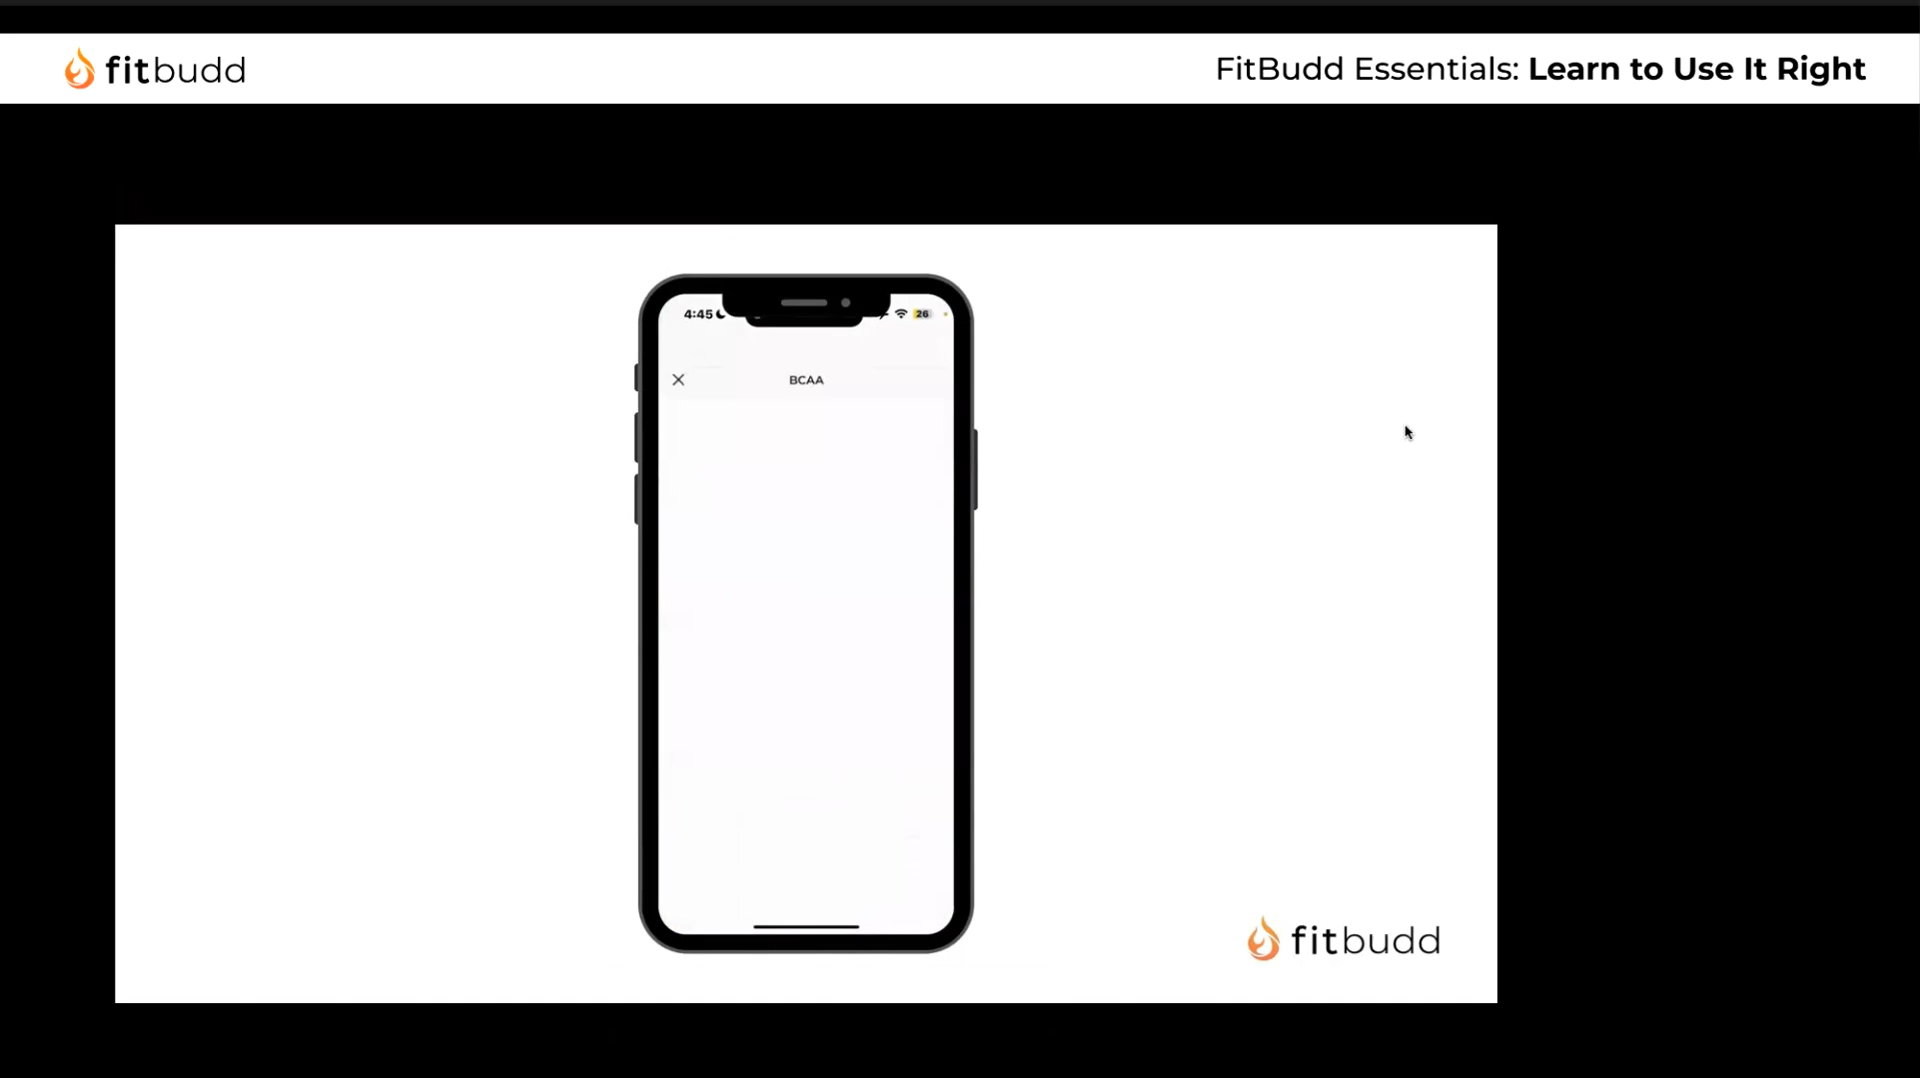 fitbudd
FitBudd Essentials: Learn to Use It Right
4:45
26
BCAA
fitbudd